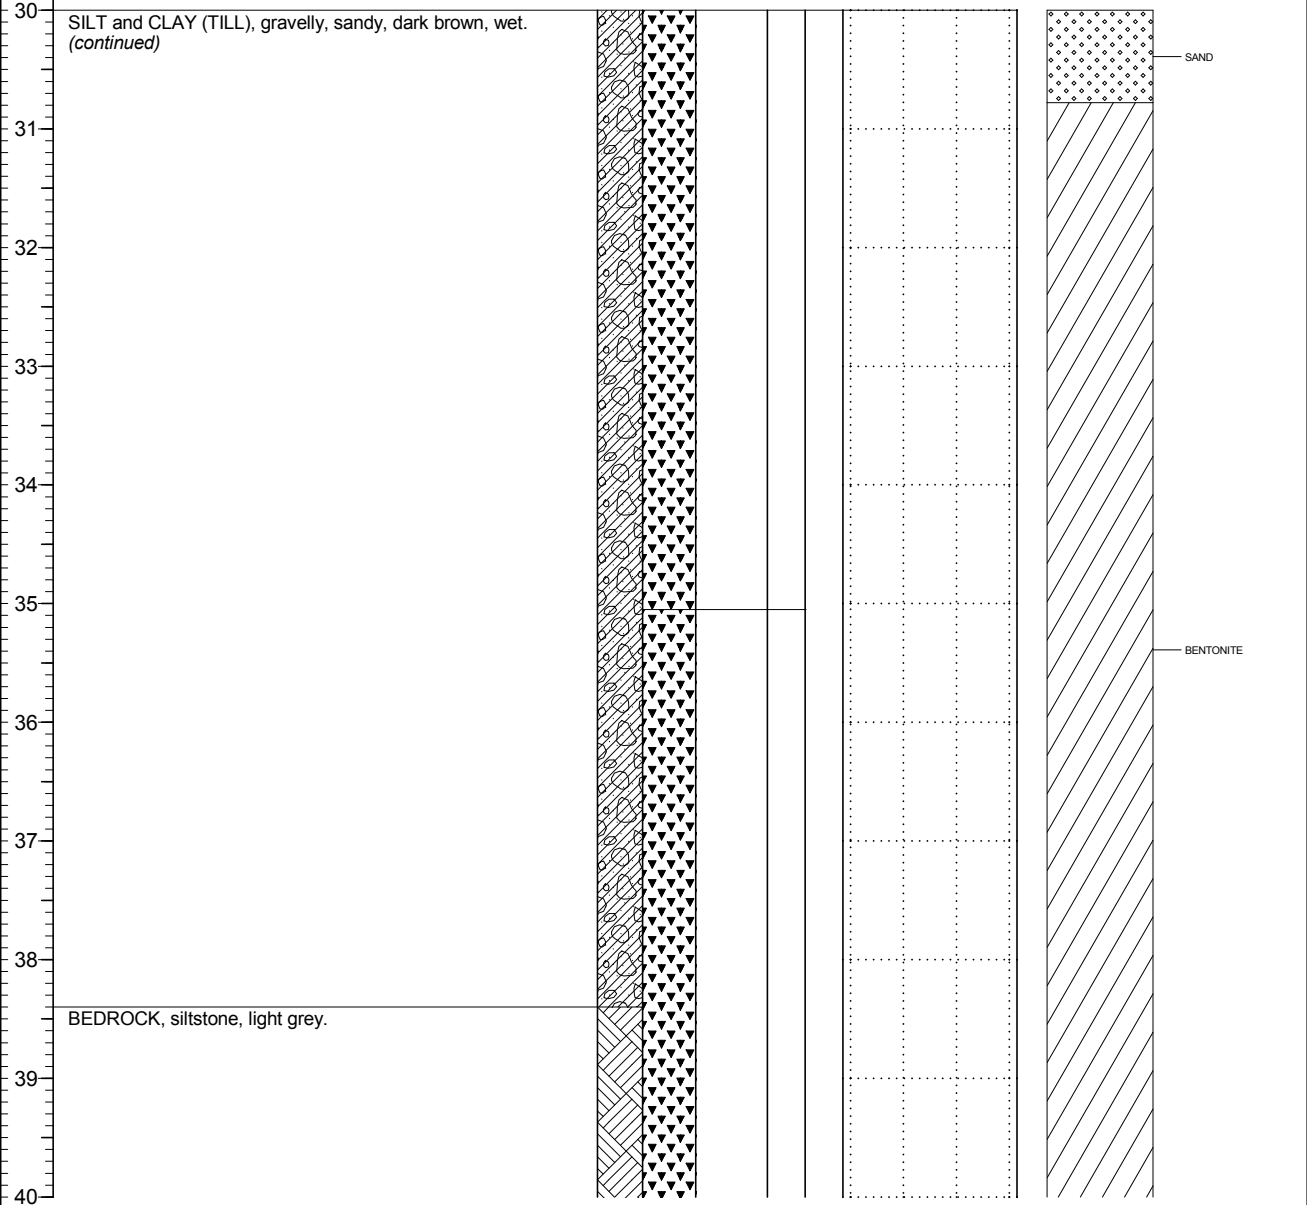 30
SILT and CLAY (TILL), gravelly, sandy, dark brown, wet.
(continued)
SAND
31
32
33
34
35
BENTONITE
36
37
38
BEDROCK, siltstone, light grey.
39
40